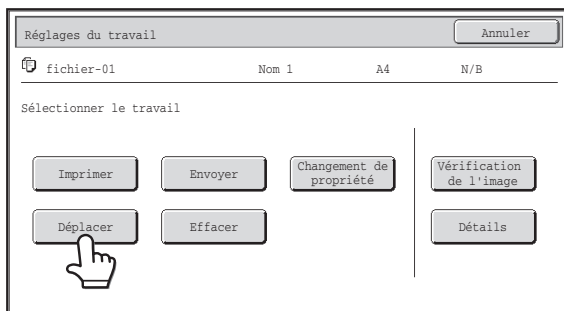 Réglages du travail Annuler
fichier-01 Nom 1 A4 N/B
Sélectionner le travail
Imprimer Envoyer Changement de propriété Vérification de l'image
Déplacer Effacer Détails